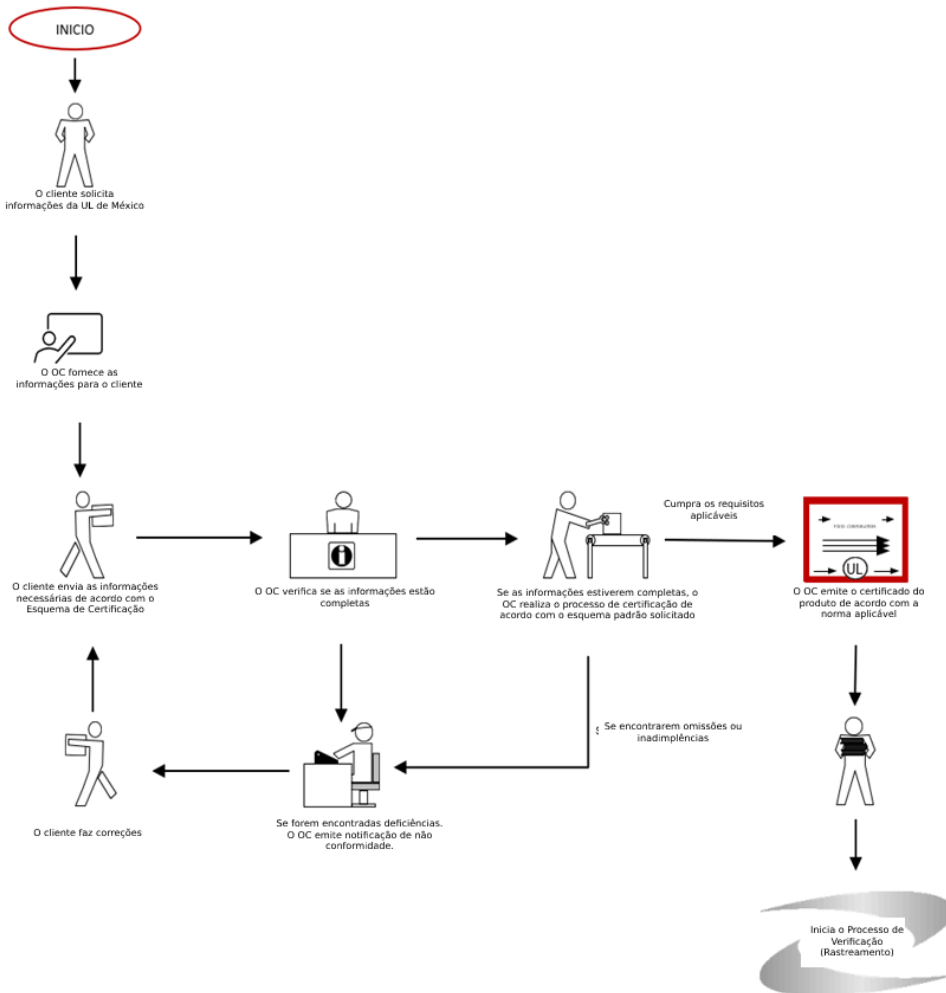 INICIO
O cliente solicita
informações da UL de México
O OC fornece as
informações para o cliente
O cliente envia as informações
necessárias de acordo com o
Esquema de Certificação
O OC verifica se as informações estão
completas
Se as informações estiverem completas, o
OC realiza o processo de certificação de
acordo com o esquema padrão solicitado
Cumpra os requisitos
aplicáveis
UL
O OC emite o certificado do
produto de acordo com a
norma aplicável
Se encontrarem omissões ou
inadimplências
Se forem encontradas deficiências.
O OC emite notificação de não
conformidade.
O cliente faz correções
Inicia o Processo de
Verificação
(Rastreamento)